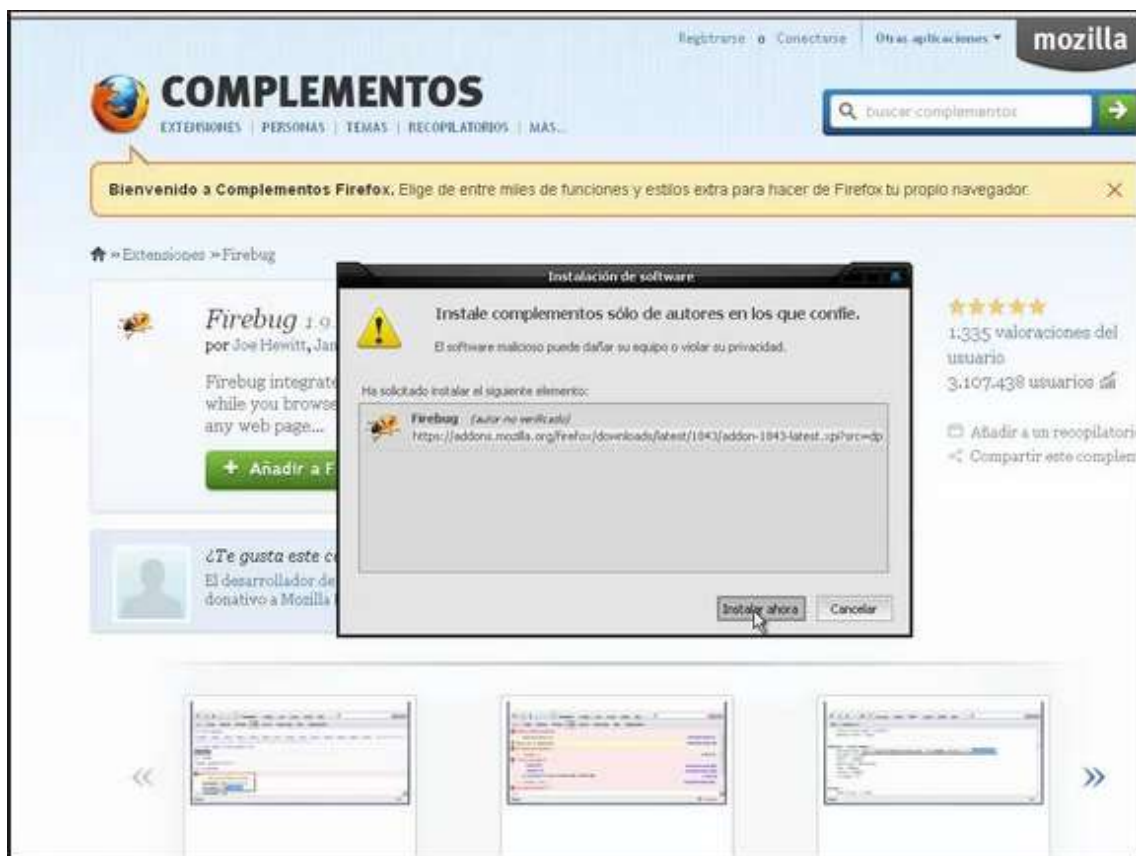 Registrarse o Conectarse
Otras aplicaciones
mozilla
COMPLEMENTOS
EXTENSIONES | PERSONAS | TEMAS | RECOPILATORIOS | MÁS...
buscar complementos
Bienvenido a Complementos Firefox. Elige de entre miles de funciones y estilos extra para hacer de Firefox tu propio navegador.
» Extensiones » Firebug
Instalación de software
Instale complementos sólo de autores en los que confíe.
El software malicioso puede dañar su equipo o violar su privacidad.
Ha solicitado instalar el siguiente elemento:
Firebug (autor no verificado)
https://addons.mozilla.org/firefox/downloads/latest/1843/addon-1843-latest.xpi?src=dp
Instalar ahora
Cancelar
Firebug 1.9.
por Joe Hewitt, Jan
Firebug integrate
while you browse
any web page...
+ Añadir a F
1.335 valoraciones del
usuario
3.107.438 usuarios
Añadir a un recopilatori
Compartir este complem
¿Te gusta este co
El desarrollador de
donativo a Mozilla